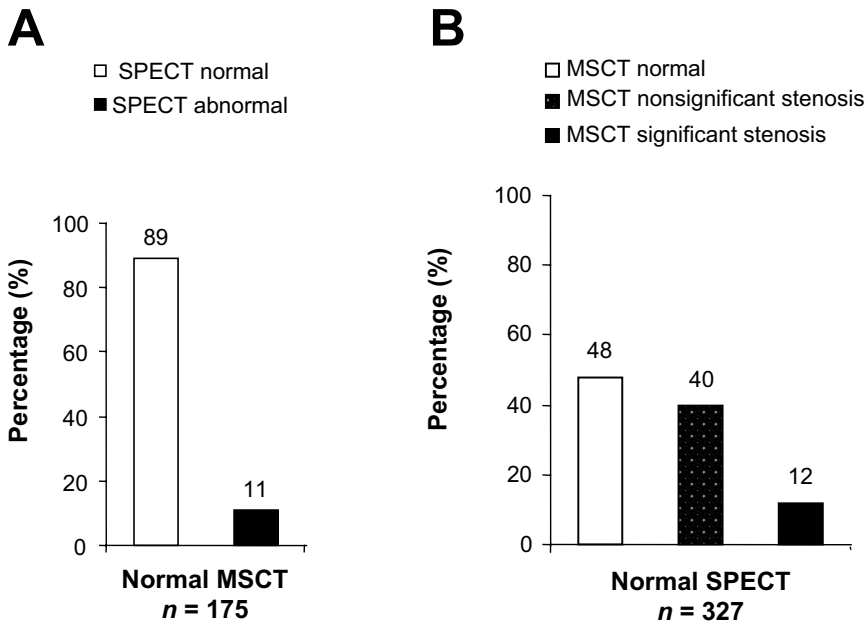 A
SPECT normal
SPECT abnormal
Percentage (%)
100
80
60
40
20
0
89
11
Normal MSCT
n = 175
B
MSCT normal
MSCT nonsignificant stenosis
MSCT significant stenosis
Percentage (%)
100
80
60
40
20
0
48
40
12
Normal SPECT
n = 327